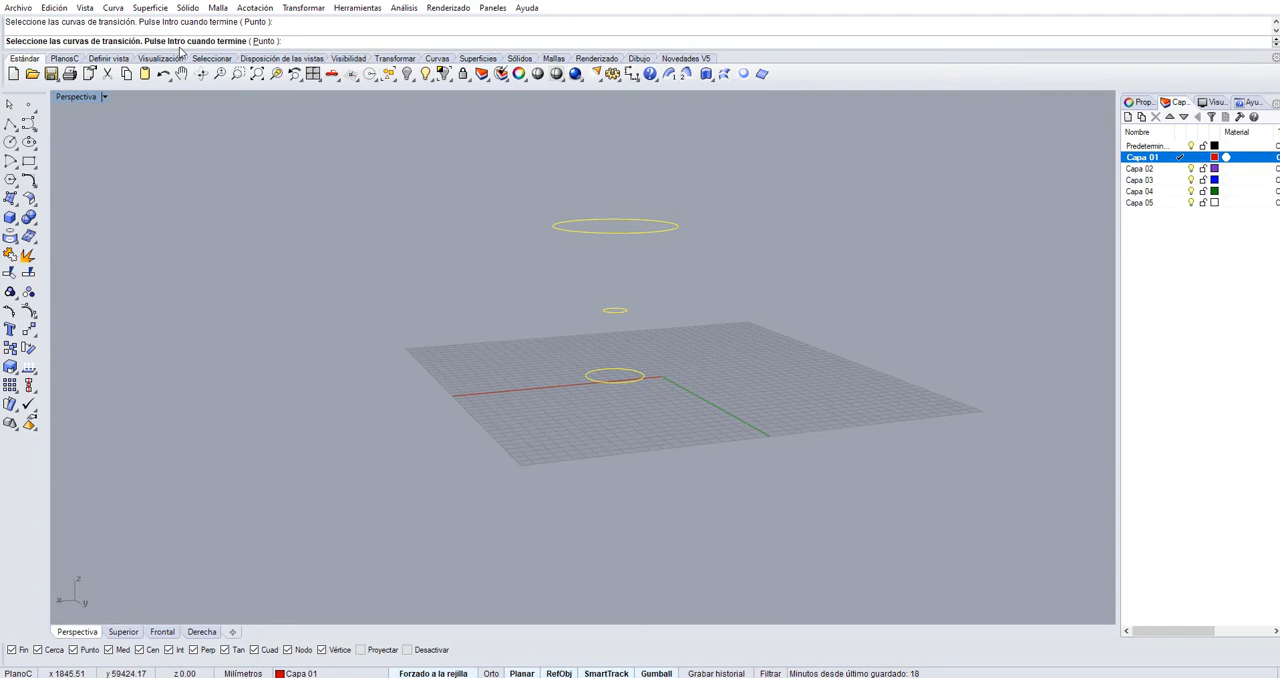 Archivo Edición Vista Curva Superficie Sólido Malla Acotación Transformar Herramientas Análisis Renderizado Paneles Ayuda
Seleccione las curvas de transición. Pulse Intro cuando termine ( Punto ):
Seleccione las curvas de transición. Pulse Intro cuando termine ( Punto ):
Estándar PlanosC Definir vista Visualización Seleccionar Disposición de las vistas Visibilidad Transformar Curvas Superficies Sólidos Mallas Renderizado Dibujo Novedades V5
Perspectiva
Prop... Cap... Visu... Ayu...
Nombre Material
Predetermin...
Capa 01
Capa 02
Capa 03
Capa 04
Capa 05
z
x y
Perspectiva Superior Frontal Derecha
Fin Cerca Punto Med Cen Int Perp Tan Cuad Nodo Vértice Proyectar Desactivar
PlanoC x 1845.51 y 59424.17 z 0.00 Milímetros Capa 01 Forzado a la rejilla Orto Planar RefObj SmartTrack Gumball Grabar historial Filtrar Minutos desde último guardado: 18